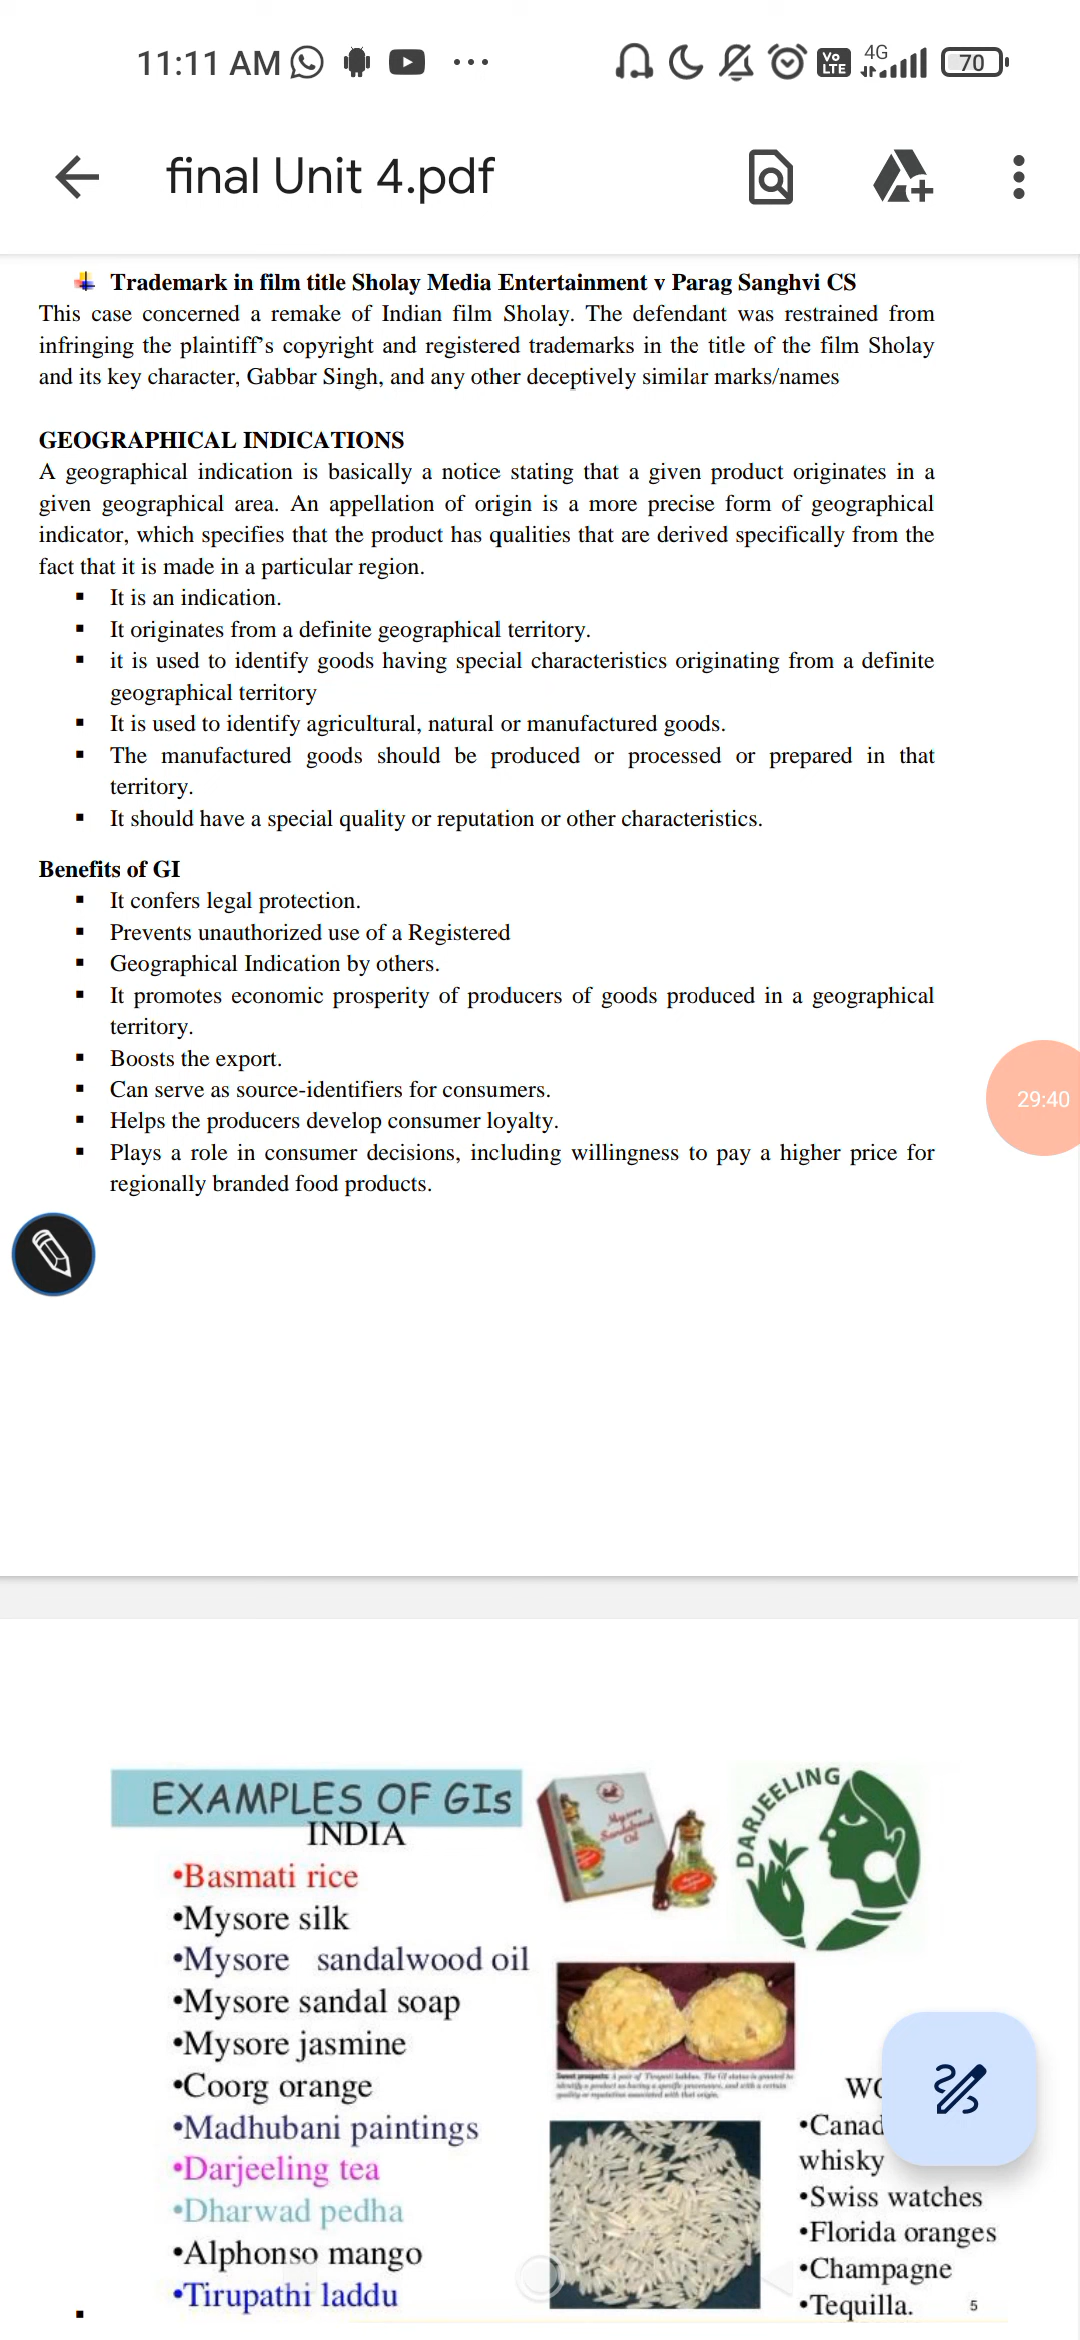 11:11 AM
4G
Vo
LTE
70
final Unit 4.pdf
Trademark in film title Sholay Media Entertainment v Parag Sanghvi CS
This case concerned a remake of Indian film Sholay. The defendant was restrained from
infringing the plaintiff's copyright and registered trademarks in the title of the film Sholay
and its key character, Gabbar Singh, and any other deceptively similar marks/names
GEOGRAPHICAL INDICATIONS
A geographical indication is basically a notice stating that a given product originates in a
given geographical area. An appellation of origin is a more precise form of geographical
indicator, which specifies that the product has qualities that are derived specifically from the
fact that it is made in a particular region.
▪ It is an indication.
▪ It originates from a definite geographical territory.
▪ it is used to identify goods having special characteristics originating from a definite
geographical territory
▪ It is used to identify agricultural, natural or manufactured goods.
▪ The manufactured goods should be produced or processed or prepared in that
territory.
▪ It should have a special quality or reputation or other characteristics.
Benefits of GI
▪ It confers legal protection.
▪ Prevents unauthorized use of a Registered
▪ Geographical Indication by others.
▪ It promotes economic prosperity of producers of goods produced in a geographical
territory.
▪ Boosts the export.
▪ Can serve as source-identifiers for consumers.
29:40
▪ Helps the producers develop consumer loyalty.
▪ Plays a role in consumer decisions, including willingness to pay a higher price for
regionally branded food products.
EXAMPLES OF GIs
INDIA
•Basmati rice
•Mysore silk
•Mysore sandalwood oil
•Mysore sandal soap
•Mysore jasmine
•Coorg orange
•Madhubani paintings
•Darjeeling tea
•Dharwad pedha
•Alphonso mango
•Tirupathi laddu
Mysore
Sandalwood
Oil
DARJEELING
WO
•Canad
whisky
•Swiss watches
•Florida oranges
•Champagne
•Tequilla.
5